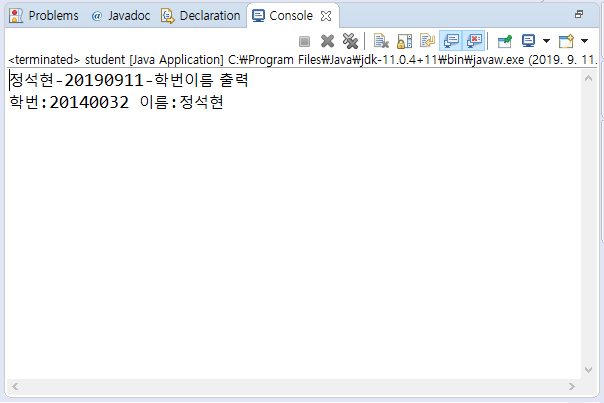 Problems @ Javadoc Declaration Console
<terminated> student [Java Application] C:₩Program Files₩Java₩jdk-11.0.4+11₩bin₩javaw.exe (2019. 9. 11.
정석현-20190911-학번이름 출력
학번:20140032 이름:정석현